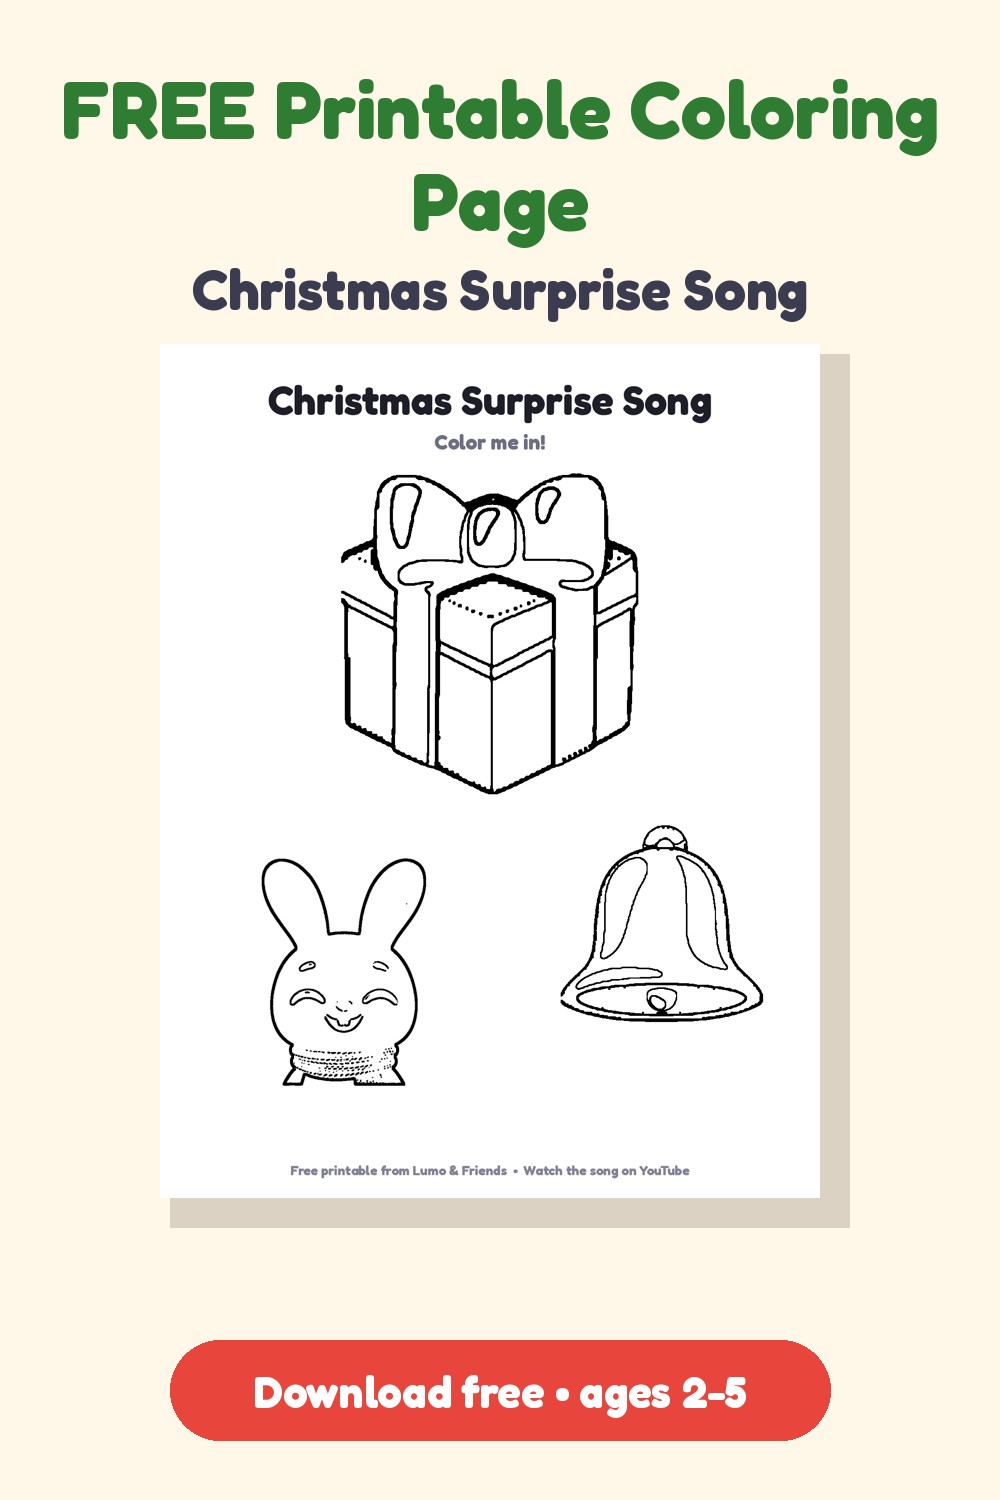 FREE Printable Coloring
Page
Christmas Surprise Song
Christmas Surprise Song
Color me in!
Free printable from Lumo & Friends • Watch the song on YouTube
Download free • ages 2-5